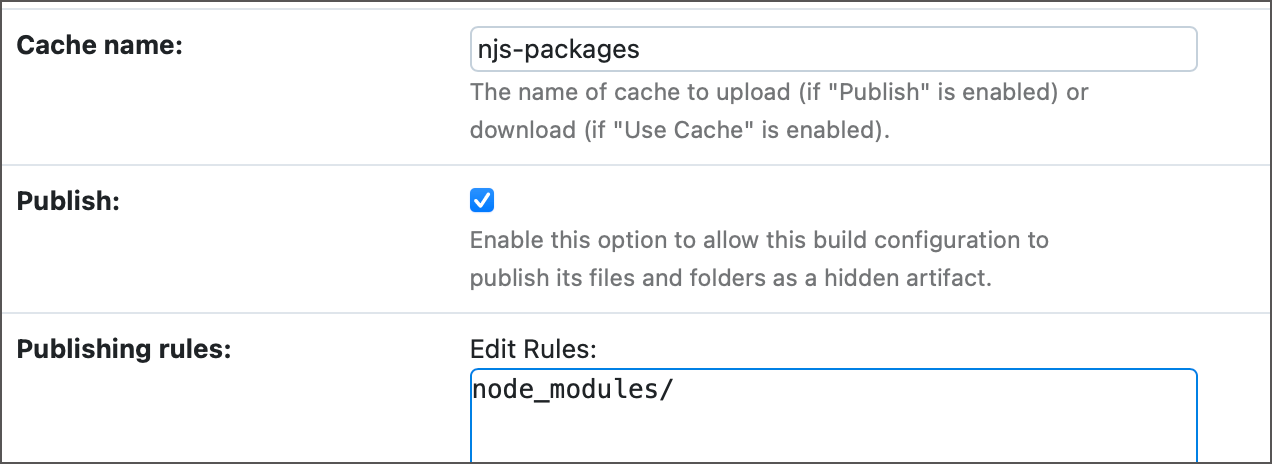 Cache name:
njs-packages
The name of cache to upload (if "Publish" is enabled) or
download (if "Use Cache" is enabled).
Publish:
Enable this option to allow this build configuration to
publish its files and folders as a hidden artifact.
Publishing rules:
Edit Rules:
node_modules/